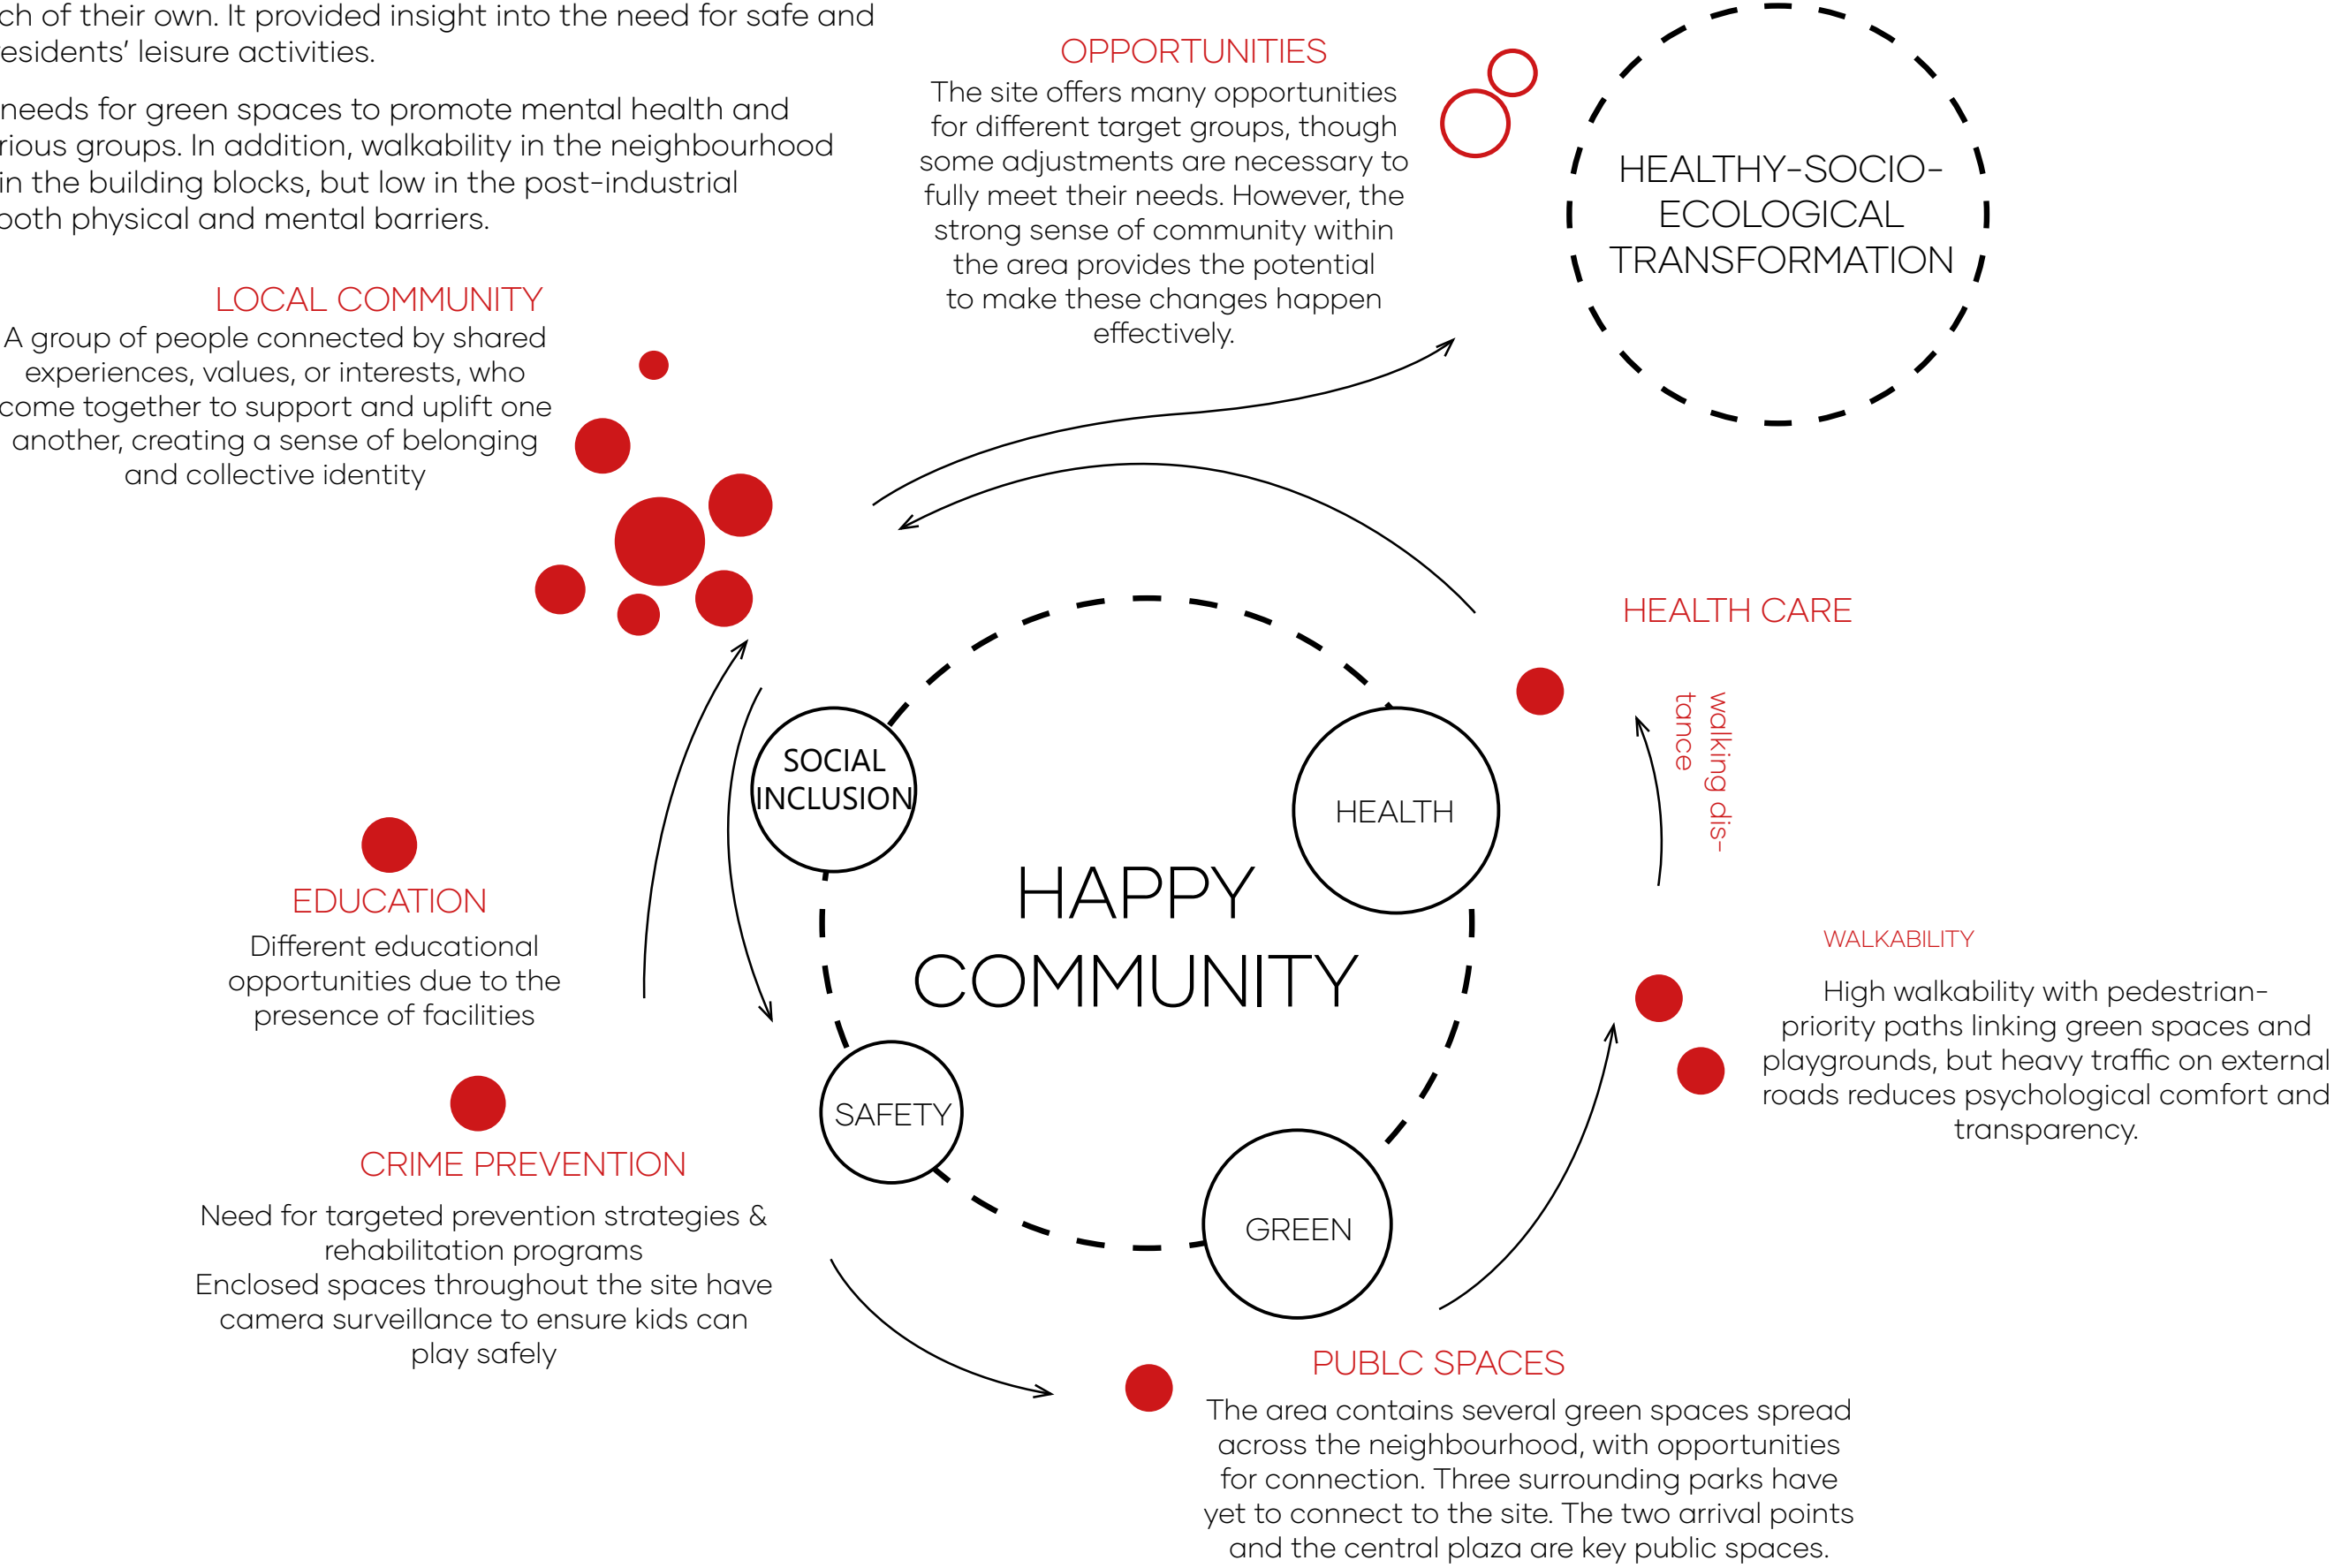 ch of their own. It provided insight into the need for safe and
esidents' leisure activities.
needs for green spaces to promote mental health and
rious groups. In addition, walkability in the neighbourhood
in the building blocks, but low in the post-industrial
both physical and mental barriers.
OPPORTUNITIES
The site offers many opportunities
for different target groups, though
some adjustments are necessary to
fully meet their needs. However, the
strong sense of community within
the area provides the potential
to make these changes happen
effectively.
HEALTHY-SOCIO-
ECOLOGICAL
TRANSFORMATION
LOCAL COMMUNITY
A group of people connected by shared
experiences, values, or interests, who
come together to support and uplift one
another, creating a sense of belonging
and collective identity
HEALTH CARE
walking dis-
tance
SOCIAL
INCLUSION
HEALTH
HAPPY
COMMUNITY
EDUCATION
Different educational
opportunities due to the
presence of facilities
WALKABILITY
High walkability with pedestrian-
priority paths linking green spaces and
playgrounds, but heavy traffic on external
roads reduces psychological comfort and
transparency.
SAFETY
CRIME PREVENTION
Need for targeted prevention strategies &
rehabilitation programs
Enclosed spaces throughout the site have
camera surveillance to ensure kids can
play safely
GREEN
PUBLC SPACES
The area contains several green spaces spread
across the neighbourhood, with opportunities
for connection. Three surrounding parks have
yet to connect to the site. The two arrival points
and the central plaza are key public spaces.